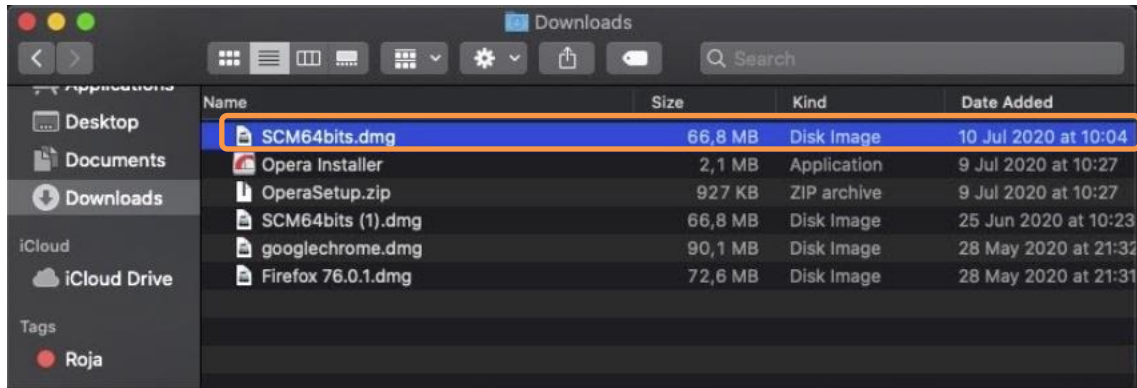 Downloads
Search
Applications
Desktop
Documents
Downloads
iCloud
iCloud Drive
Tags
Roja
Name Size Kind Date Added
SCM64bits.dmg 66,8 MB Disk Image 10 Jul 2020 at 10:04
Opera Installer 2,1 MB Application 9 Jul 2020 at 10:27
OperaSetup.zip 927 KB ZIP archive 9 Jul 2020 at 10:27
SCM64bits (1).dmg 66,8 MB Disk Image 25 Jun 2020 at 10:23
googlechrome.dmg 90,1 MB Disk Image 28 May 2020 at 21:32
Firefox 76.0.1.dmg 72,6 MB Disk Image 28 May 2020 at 21:31